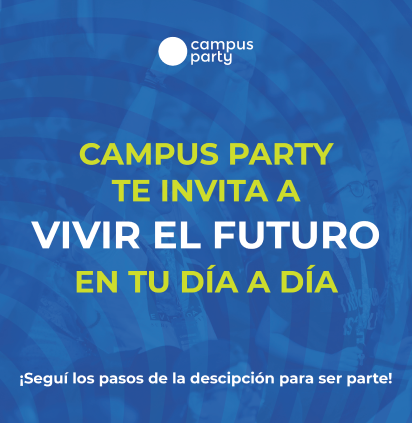 campus
party
CAMPUS PARTY
TE INVITA A
VIVIR EL FUTURO
EN TU DÍA A DÍA
¡Seguí los pasos de la descipción para ser parte!